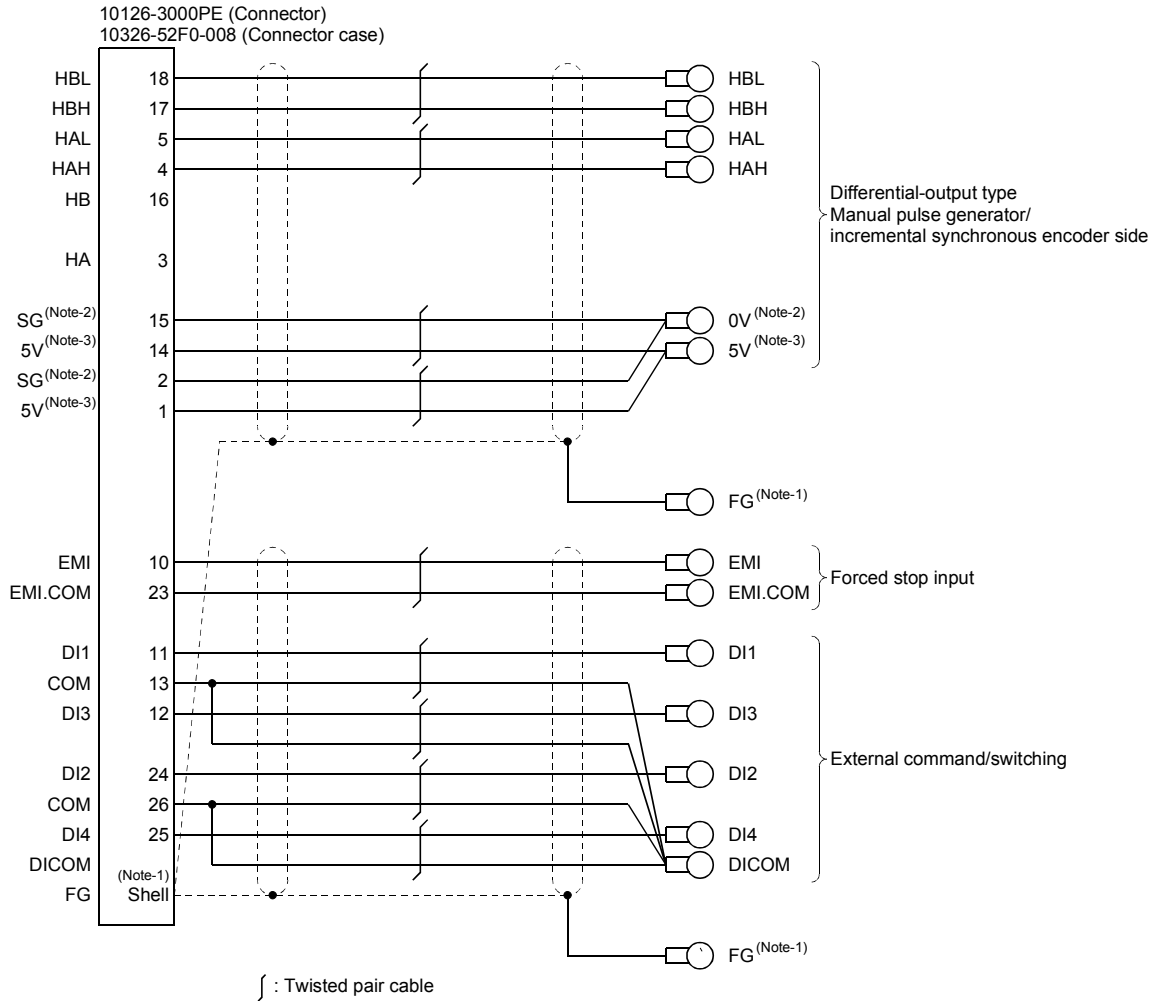 10126-3000PE (Connector)
10326-52F0-008 (Connector case)
HBL 18 HBL
HBH 17 HBH
HAL 5 HAL
HAH 4 HAH
HB 16
Differential-output type
Manual pulse generator/
incremental synchronous encoder side
HA 3
SG(Note-2) 15 0V(Note-2)
5V(Note-3) 14 5V(Note-3)
SG(Note-2) 2
5V(Note-3) 1
FG(Note-1)
EMI 10 EMI
Forced stop input
EMI.COM 23 EMI.COM
DI1 11 DI1
COM 13
DI3 12 DI3
External command/switching
DI2 24 DI2
COM 26
DI4 25 DI4
DICOM DICOM
(Note-1)
FG Shell
FG(Note-1)
: Twisted pair cable